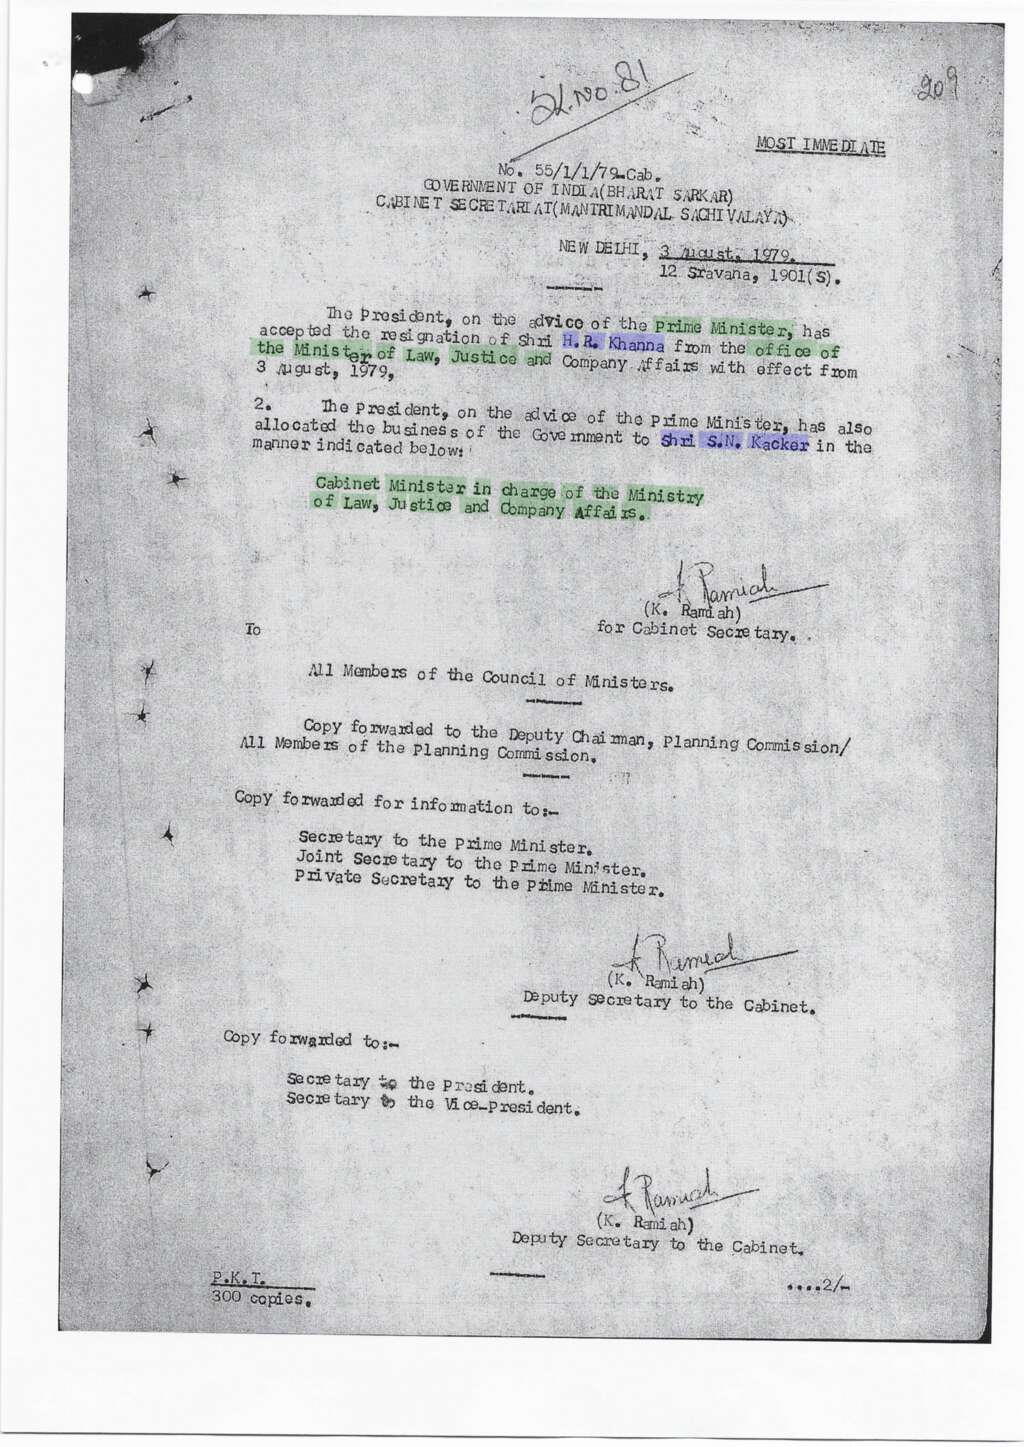 Sl.No.81
209
MOST IMMEDIATE
No. 55/1/1/79-Cab.
GOVERNMENT OF INDIA(BHARAT SARKAR)
CABINET SECRETARIAT(MANTRIMANDAL SACHIVALAYA)
NEW DELHI, 3 August, 1979.
12 Sravana, 1901(S).
The President, on the advice of the Prime Minister, has
accepted the resignation of Shri H.R. Khanna from the office of
the Minister of Law, Justice and Company Affairs with effect from
3 August, 1979,
2. The President, on the advice of the Prime Minister, has also
allocated the business of the Government to Shri S.N. Kacker in the
manner indicated below:
Cabinet Minister in charge of the Ministry
of Law, Justice and Company Affairs.
K Ramiah
(K. Ramiah)
for Cabinet Secretary.
To
All Members of the Council of Ministers.
Copy forwarded to the Deputy Chairman, Planning Commission/
All Members of the Planning Commission.
Copy forwarded for information to:-
Secretary to the Prime Minister.
Joint Secretary to the Prime Minister.
Private Secretary to the Prime Minister.
K Ramiah
(K. Ramiah)
Deputy Secretary to the Cabinet.
Copy forwarded to:-
Secretary to the President.
Secretary to the Vice-President.
K Ramiah
(K. Ramiah)
Deputy Secretary to the Cabinet.
P.K.T.
300 copies.
....2/-